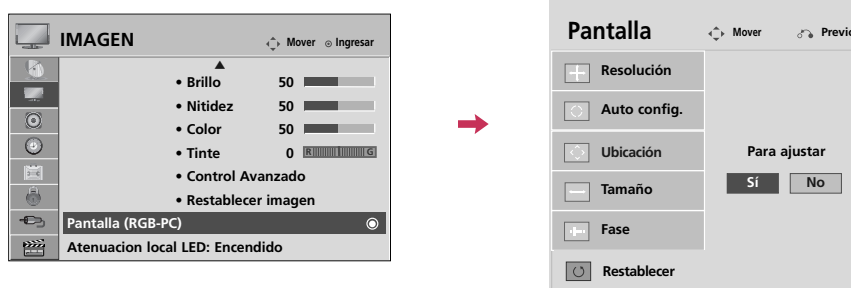 IMAGEN
Mover
Ingresar
• Brillo 50
• Nitidez 50
• Color 50
• Tinte 0 R G
• Control Avanzado
• Restablecer imagen
Pantalla (RGB-PC)
Atenuacion local LED: Encendido
Pantalla
Mover
Resolución
Auto config.
Ubicación
Tamaño
Fase
Restablecer
Para ajustar
Sí No